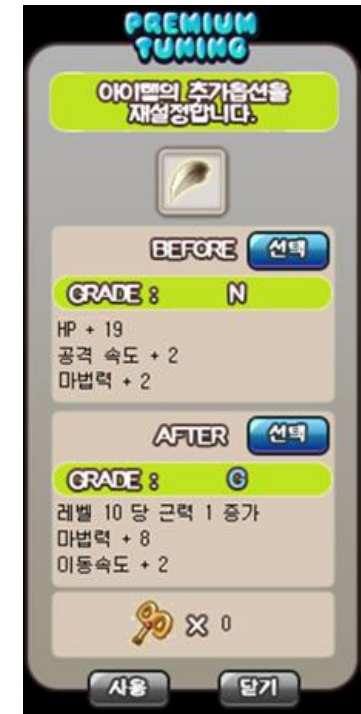 PREMIUM
TUNING
아이템의 추가옵션을
재설정합니다.
BEFORE 선택
GRADE : N
HP + 19
공격 속도 + 2
마법력 + 2
AFTER 선택
GRADE : G
레벨 10 당 근력 1 증가
마법력 + 8
이동속도 + 2
X 0
사용 닫기